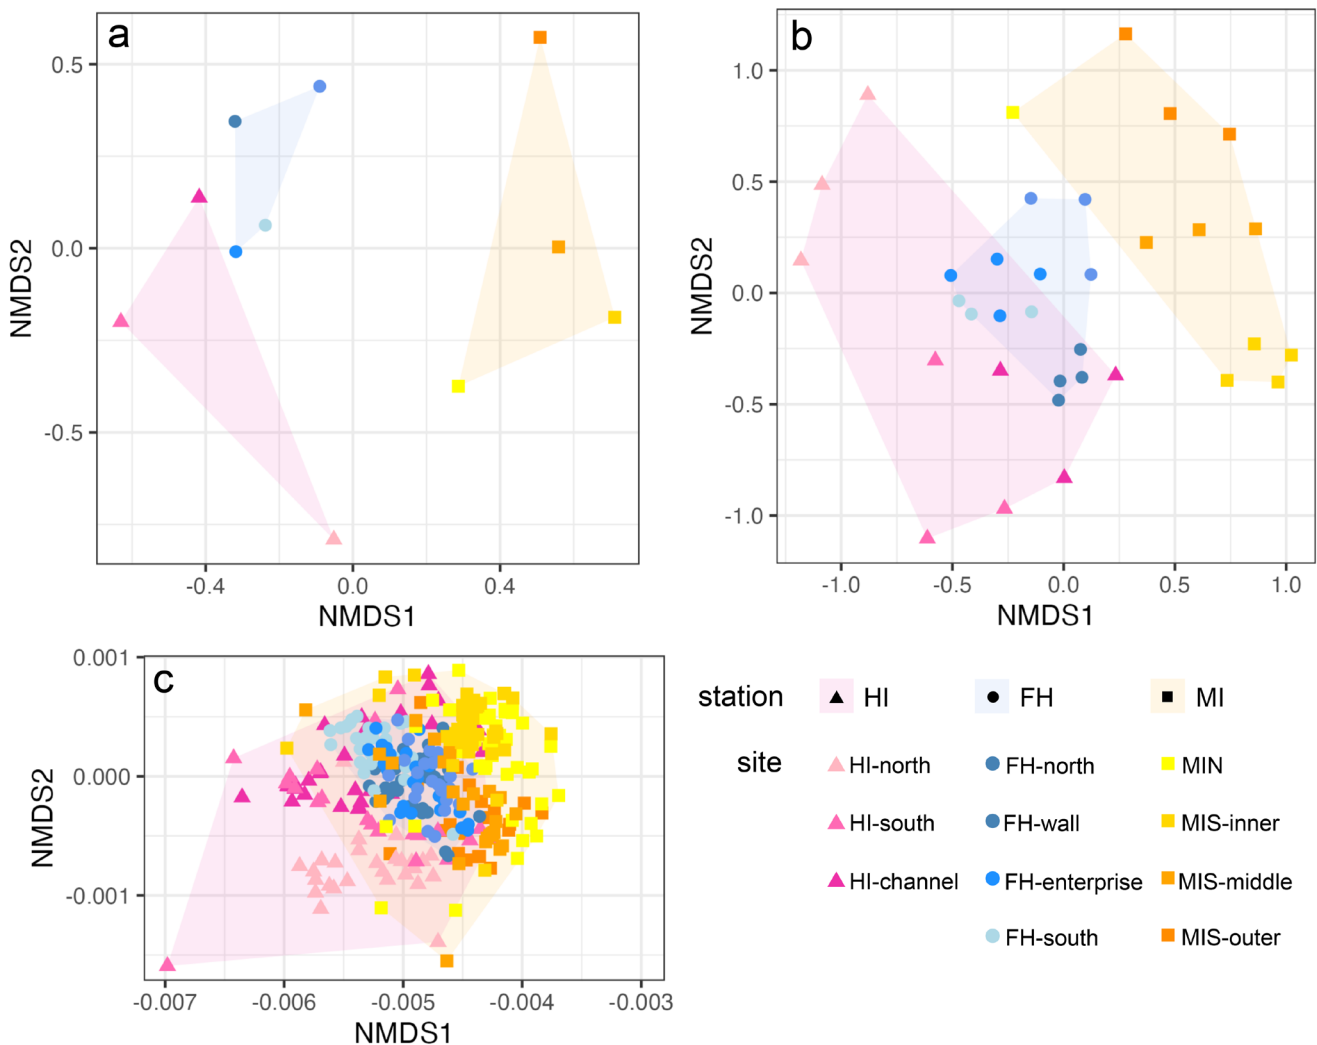 a
0.5
0.0
-0.5
NMDS2
-0.4
0.0
0.4
NMDS1
b
1.0
0.5
0.0
-0.5
-1.0
NMDS2
-1.0
-0.5
0.0
0.5
1.0
NMDS1
c
0.001
0.000
-0.001
NMDS2
-0.007
-0.006
-0.005
-0.004
-0.003
NMDS1
station HI FH MI
site
HI-north FH-north MIN
HI-south FH-wall MIS-inner
HI-channel FH-enterprise MIS-middle
FH-south MIS-outer